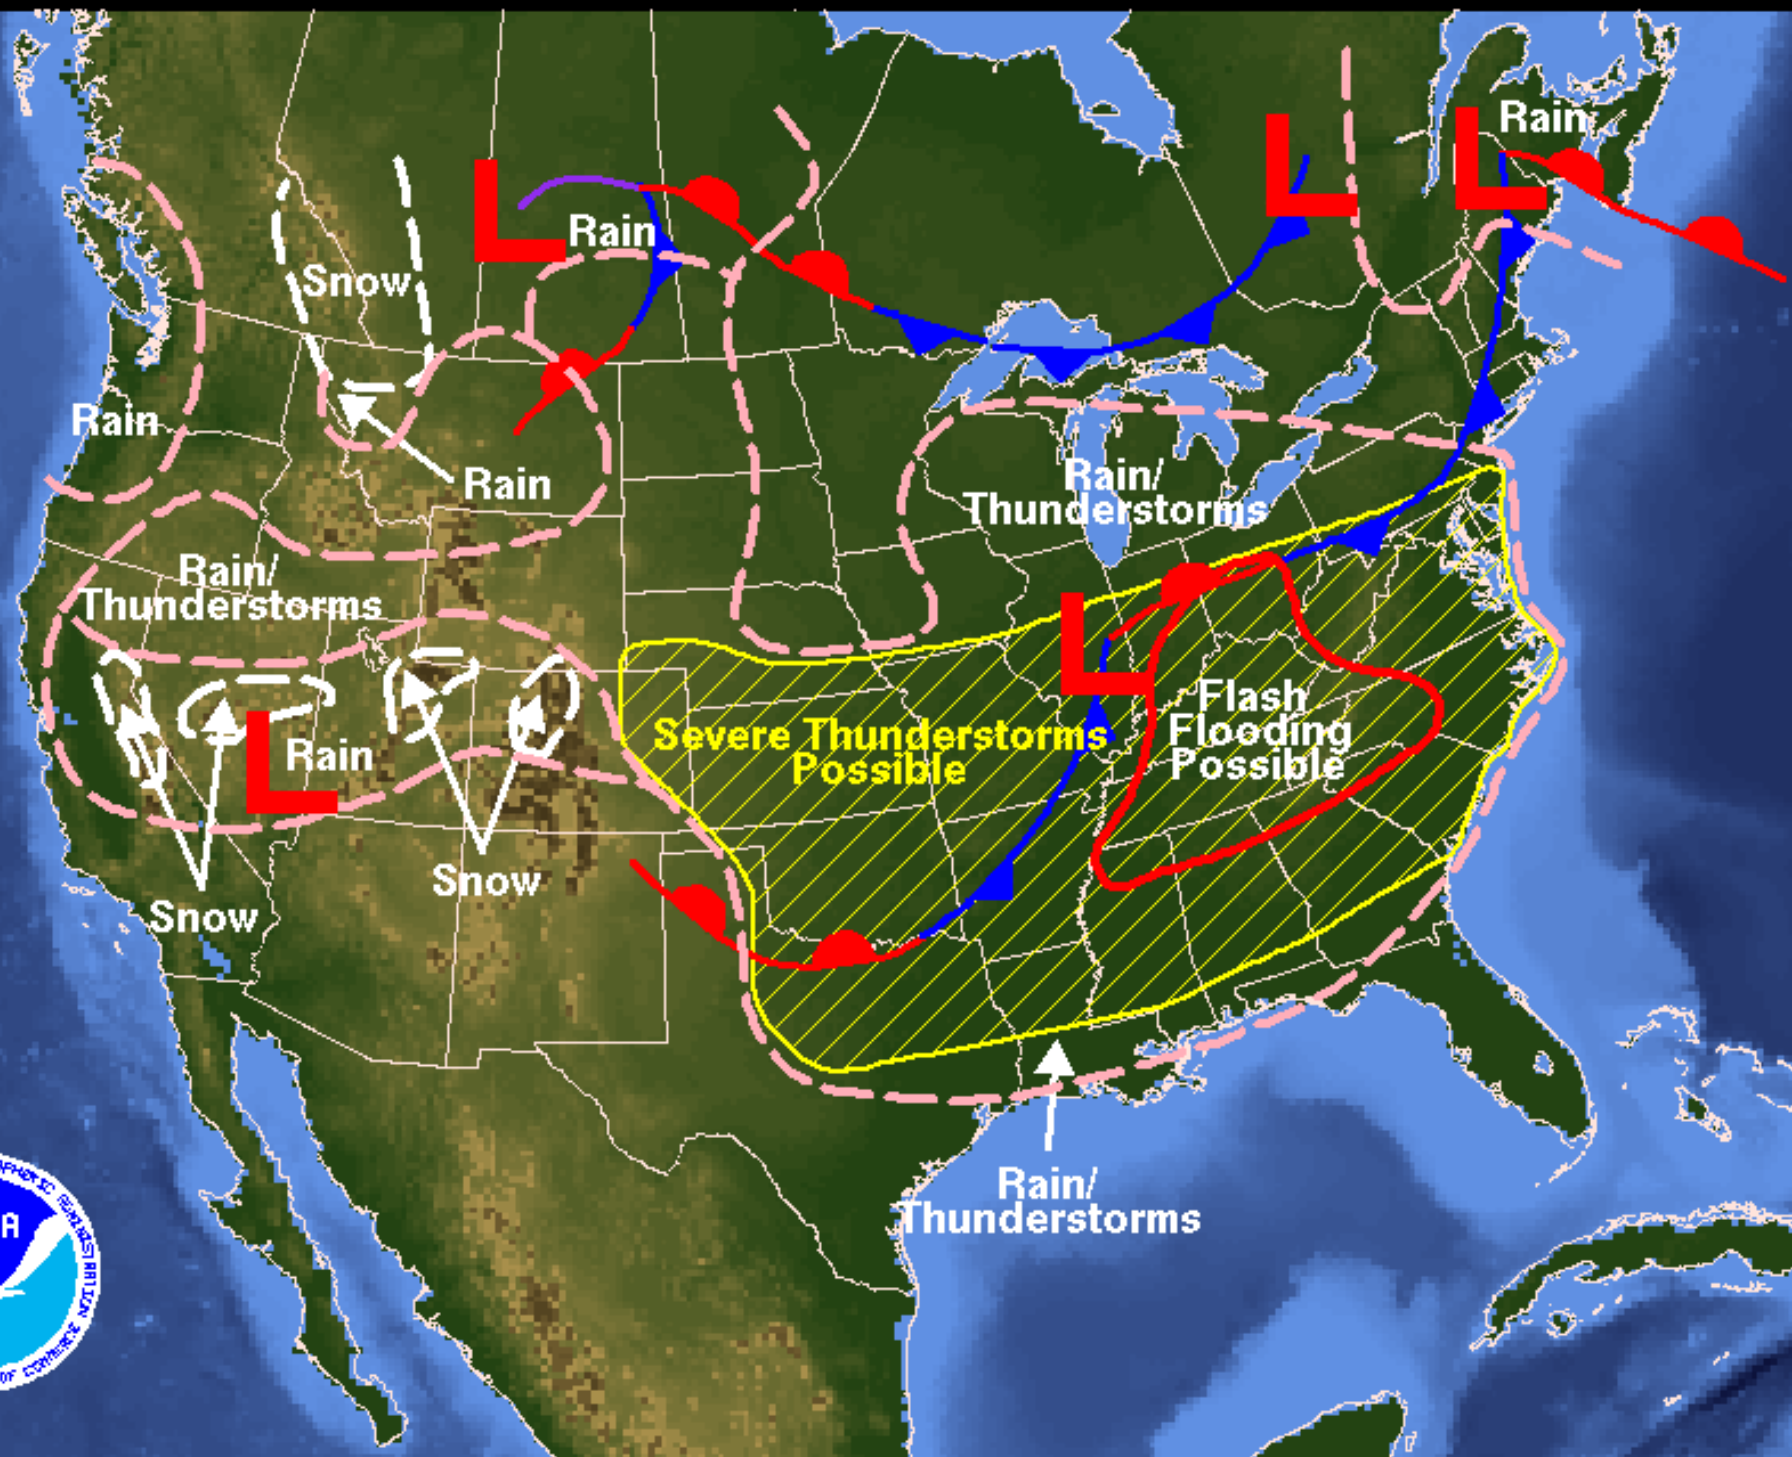 Rain
L
L
L
Rain
Snow
Rain
Rain
Rain/
Thunderstorms
Rain/
Thunderstorms
L
Severe Thunderstorms
Possible
Flash
Flooding
Possible
L
Rain
Snow
Snow
Rain/
Thunderstorms
A